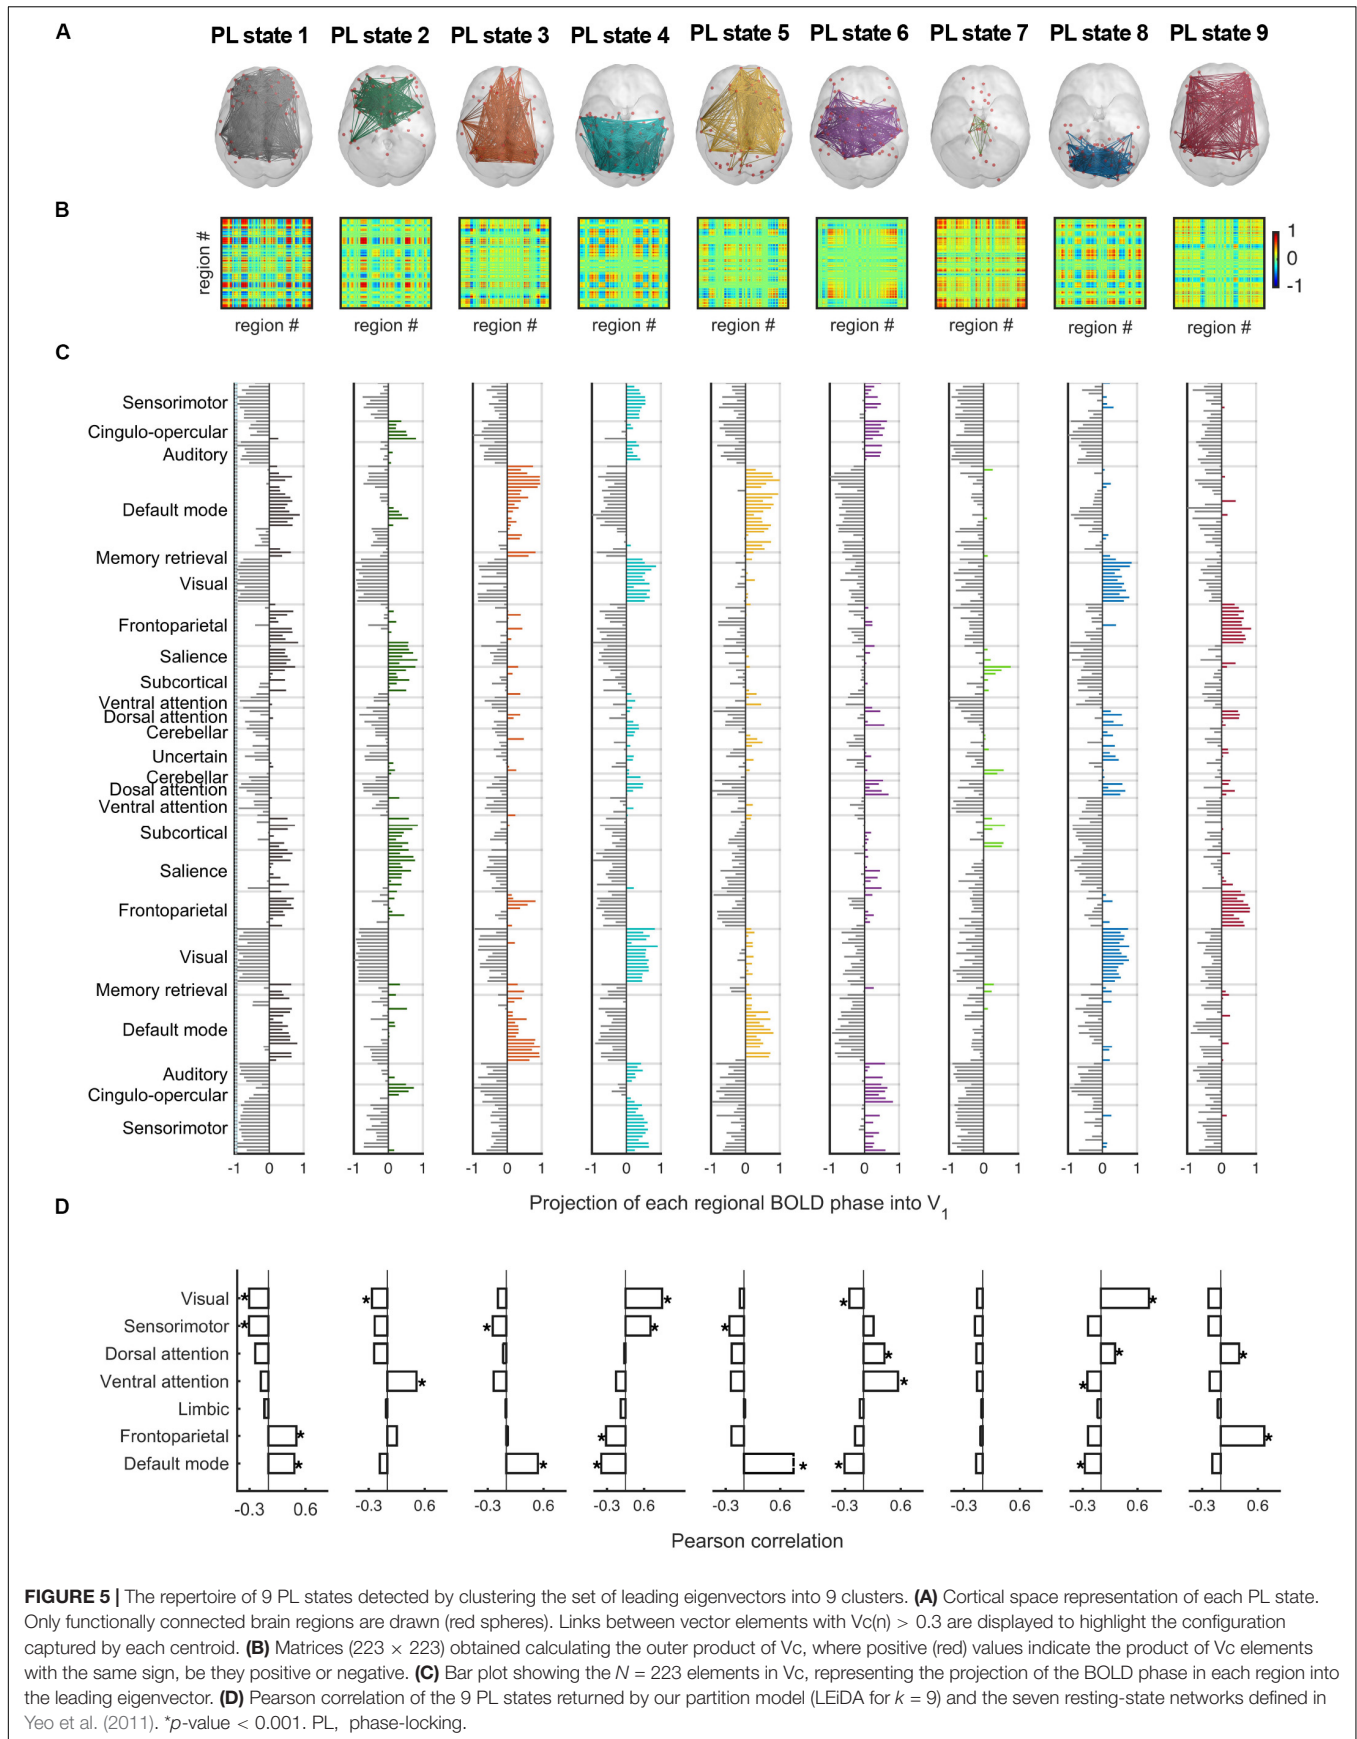 A
PL state 1 PL state 2 PL state 3 PL state 4 PL state 5 PL state 6 PL state 7 PL state 8 PL state 9
B
region #
1
0
-1
region # region # region # region # region # region # region # region # region #
C
Sensorimotor
Cingulo-opercular
Auditory
Default mode
Memory retrieval
Visual
Frontoparietal
Salience
Subcortical
Ventral attention
Dorsal attention
Cerebellar
Uncertain
Cerebellar
Dosal attention
Ventral attention
Subcortical
Salience
Frontoparietal
Visual
Memory retrieval
Default mode
Auditory
Cingulo-opercular
Sensorimotor
-1 0 1 -1 0 1 -1 0 1 -1 0 1 -1 0 1 -1 0 1 -1 0 1 -1 0 1 -1 0 1
Projection of each regional BOLD phase into V1
D
Visual
Sensorimotor
Dorsal attention
Ventral attention
Limbic
Frontoparietal
Default mode
-0.3 0.6 -0.3 0.6 -0.3 0.6 -0.3 0.6 -0.3 0.6 -0.3 0.6 -0.3 0.6 -0.3 0.6 -0.3 0.6
Pearson correlation
FIGURE 5 | The repertoire of 9 PL states detected by clustering the set of leading eigenvectors into 9 clusters. (A) Cortical space representation of each PL state.
Only functionally connected brain regions are drawn (red spheres). Links between vector elements with Vc(n) > 0.3 are displayed to highlight the configuration
captured by each centroid. (B) Matrices (223 × 223) obtained calculating the outer product of Vc, where positive (red) values indicate the product of Vc elements
with the same sign, be they positive or negative. (C) Bar plot showing the N = 223 elements in Vc, representing the projection of the BOLD phase in each region into
the leading eigenvector. (D) Pearson correlation of the 9 PL states returned by our partition model (LEiDA for k = 9) and the seven resting-state networks defined in
Yeo et al. (2011). *p-value < 0.001. PL, phase-locking.